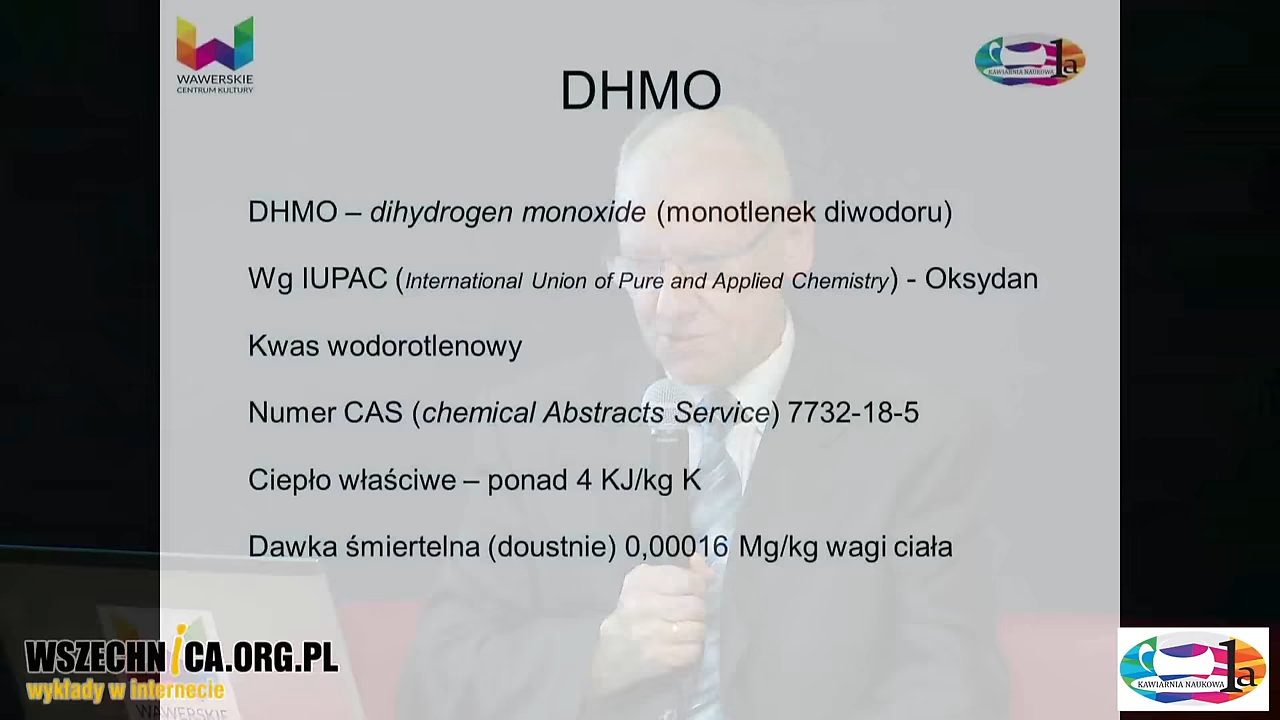 WAWERSKIE
CENTRUM KULTURY
KAWIARNIA NAUKOWA 1a
DHMO
DHMO – dihydrogen monoxide (monotlenek diwodoru)
Wg IUPAC (International Union of Pure and Applied Chemistry) - Oksydan
Kwas wodorotlenowy
Numer CAS (chemical Abstracts Service) 7732-18-5
Ciepło właściwe – ponad 4 KJ/kg K
Dawka śmiertelna (doustnie) 0,00016 Mg/kg wagi ciała
WSZECHNiCA.ORG.PL
wykłady w internecie
WAWERSKIE
KAWIARNIA NAUKOWA 1a